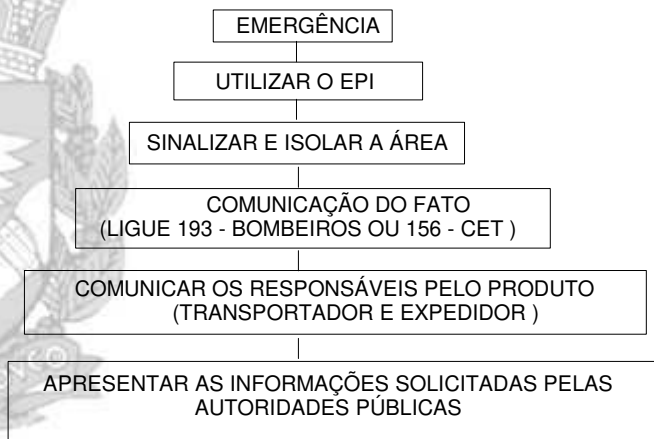 EMERGÊNCIA
UTILIZAR O EPI
SINALIZAR E ISOLAR A ÁREA
COMUNICAÇÃO DO FATO
(LIGUE 193 - BOMBEIROS OU 156 - CET )
COMUNICAR OS RESPONSÁVEIS PELO PRODUTO
(TRANSPORTADOR E EXPEDIDOR )
APRESENTAR AS INFORMAÇÕES SOLICITADAS PELAS
AUTORIDADES PÚBLICAS